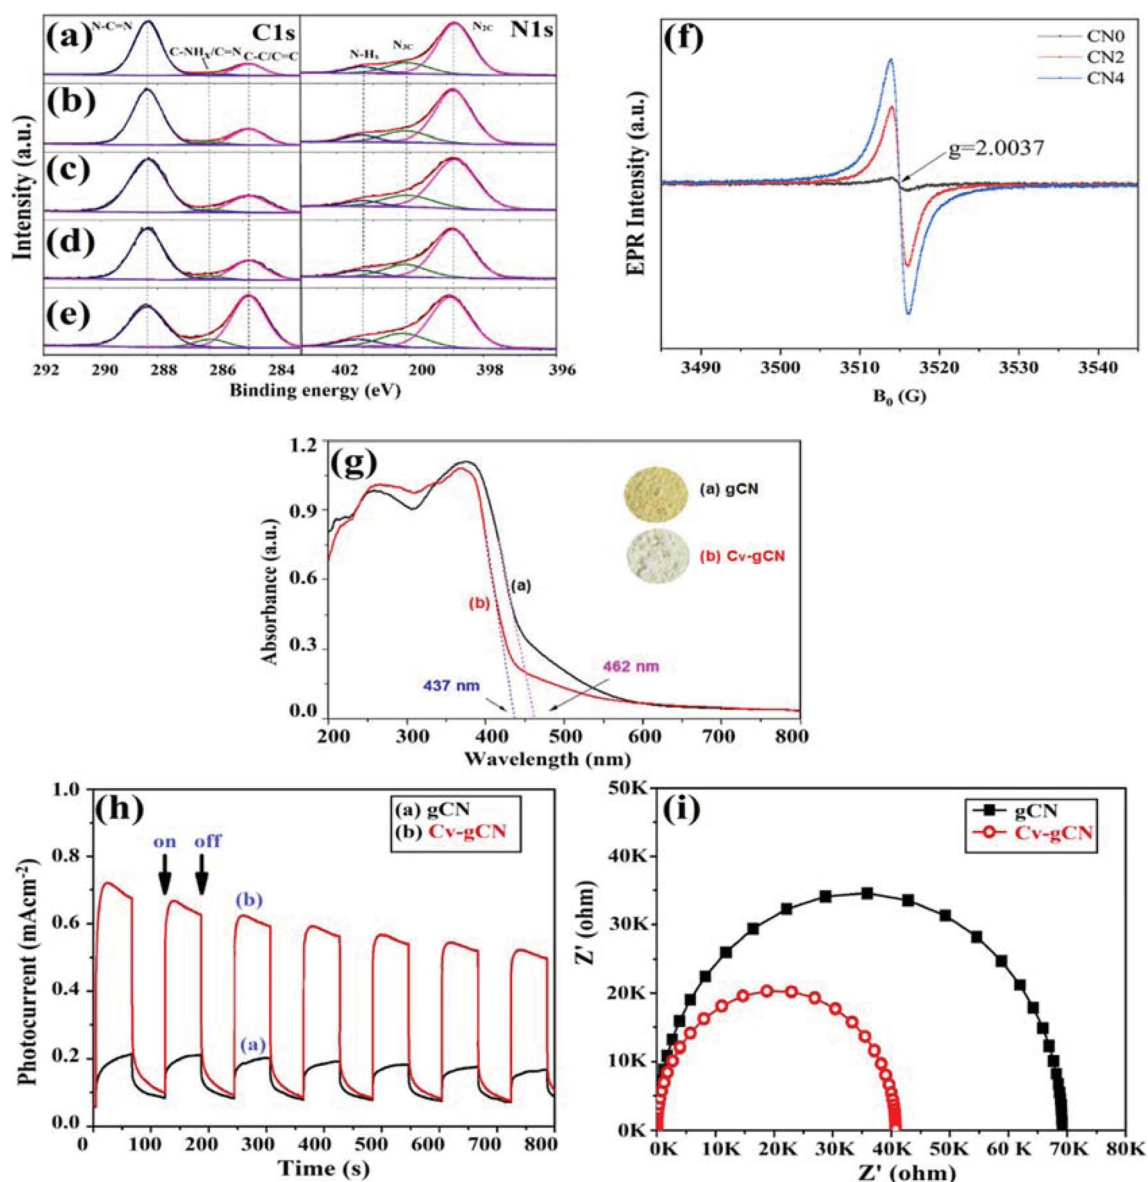 (a)
N-C=N
C1s
C-NHx/C=N
C-C/C=C
N1s
N-Hx
N3C
N2C
(b)
(c)
(d)
(e)
Intensity (a.u.)
292 290 288 286 284 402 400 398 396
Binding energy (eV)
(f)
CN0
CN2
CN4
g=2.0037
EPR Intensity (a.u.)
3490 3500 3510 3520 3530 3540
B0 (G)
(g)
(a) gCN
(b) Cv-gCN
(a)
(b)
437 nm
462 nm
Absorbance (a.u.)
1.2
0.9
0.6
0.3
0.0
200 300 400 500 600 700 800
Wavelength (nm)
(h)
(a) gCN
(b) Cv-gCN
on off
(b)
(a)
Photocurrent (mAcm-2)
1.0
0.8
0.6
0.4
0.2
0.0
0 100 200 300 400 500 600 700 800
Time (s)
(i)
gCN
Cv-gCN
Z' (ohm)
50K
40K
30K
20K
10K
0K
0K 10K 20K 30K 40K 50K 60K 70K 80K
Z' (ohm)